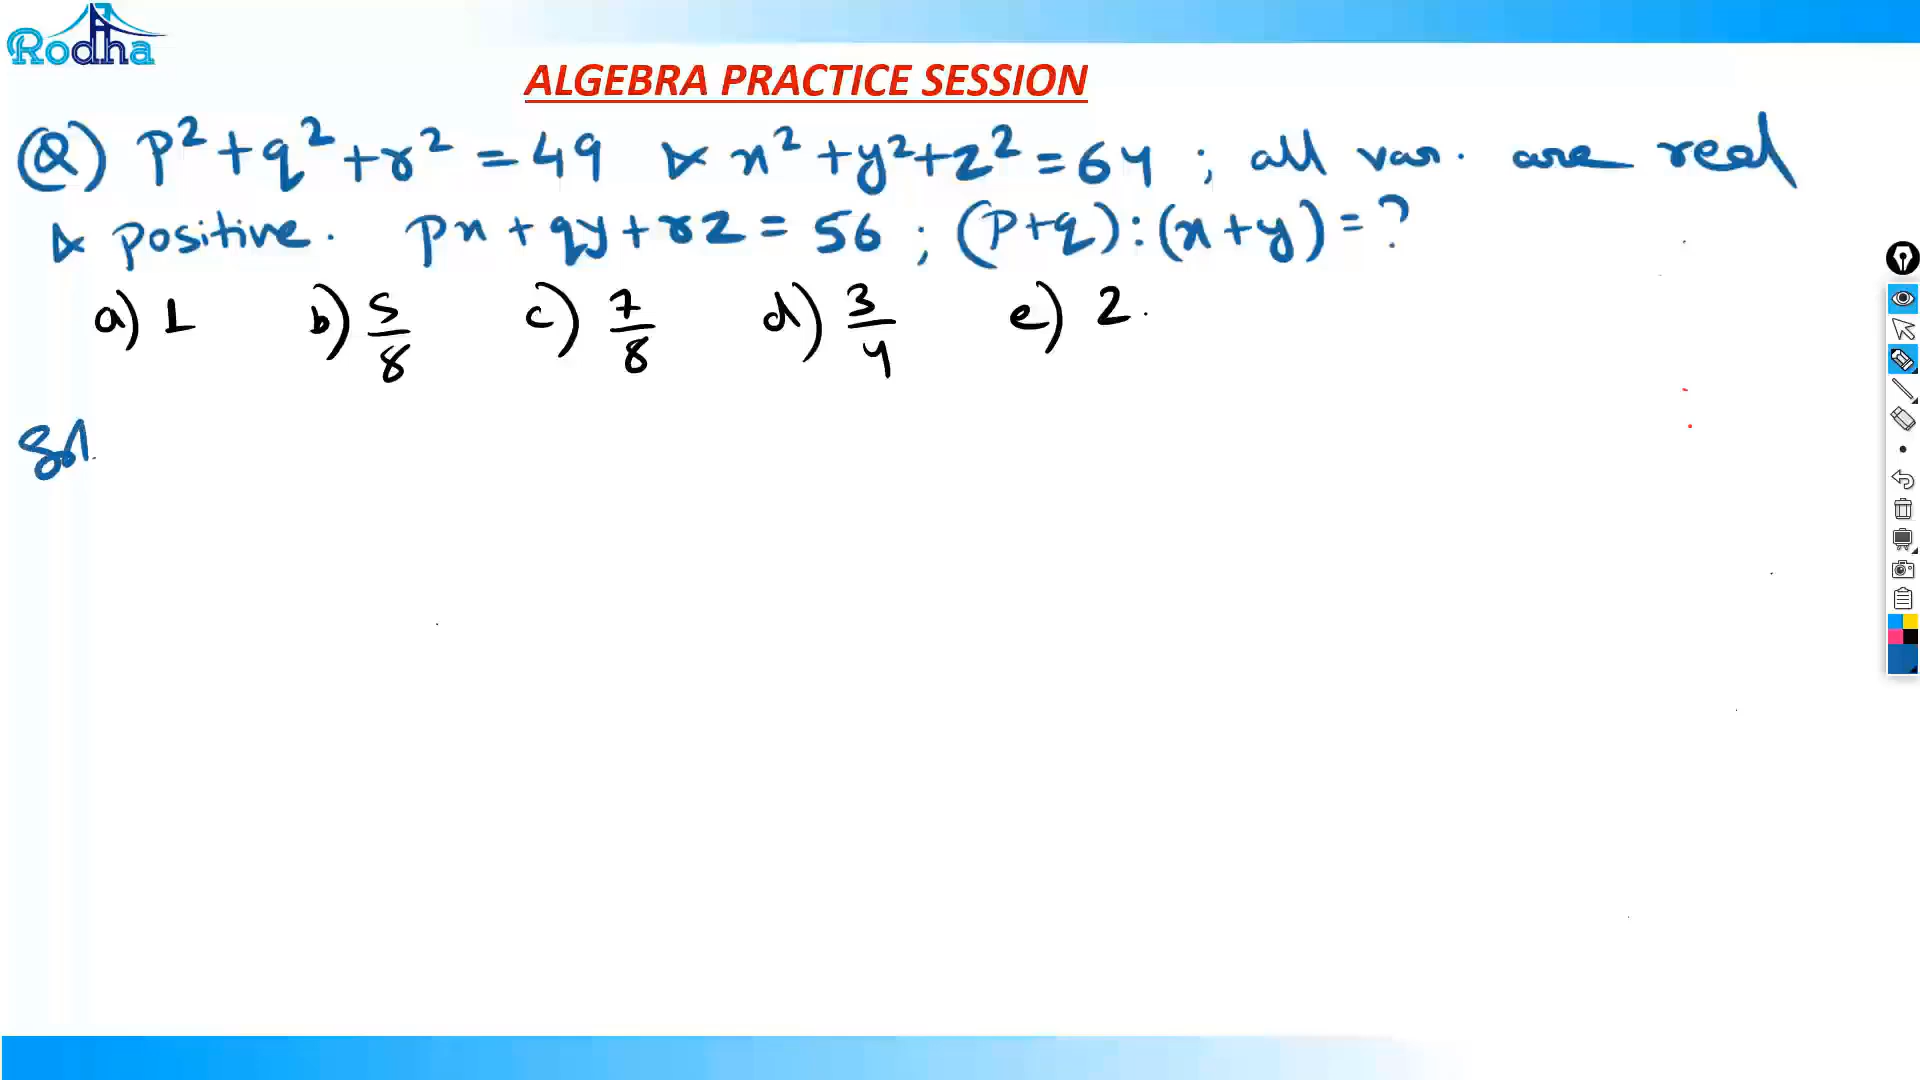 Rodha
ALGEBRA PRACTICE SESSION
(Q) p²+q²+r²=49 & x²+y²+z²=64 ; all var. are real
& positive. px+qy+rz=56 ; (p+q):(x+y)=?
a) 1 b) 5/8 c) 7/8 d) 3/4 e) 2.
Sol.